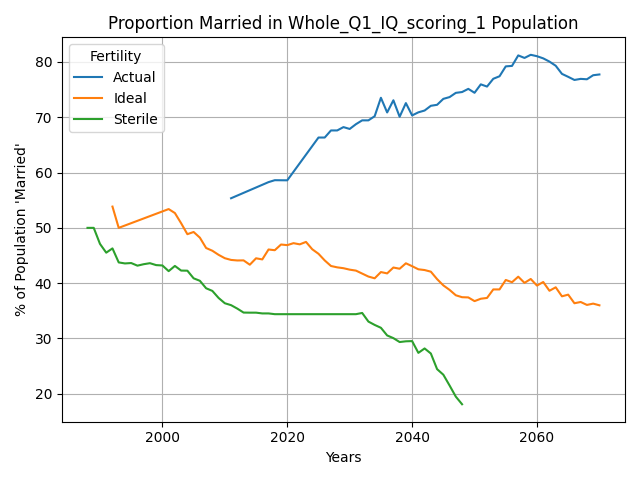 Proportion Married in Whole_Q1_IQ_scoring_1 Population
Fertility
Actual
Ideal
Sterile
% of Population 'Married'
80
70
60
50
40
30
20
2000
2020
2040
2060
Years